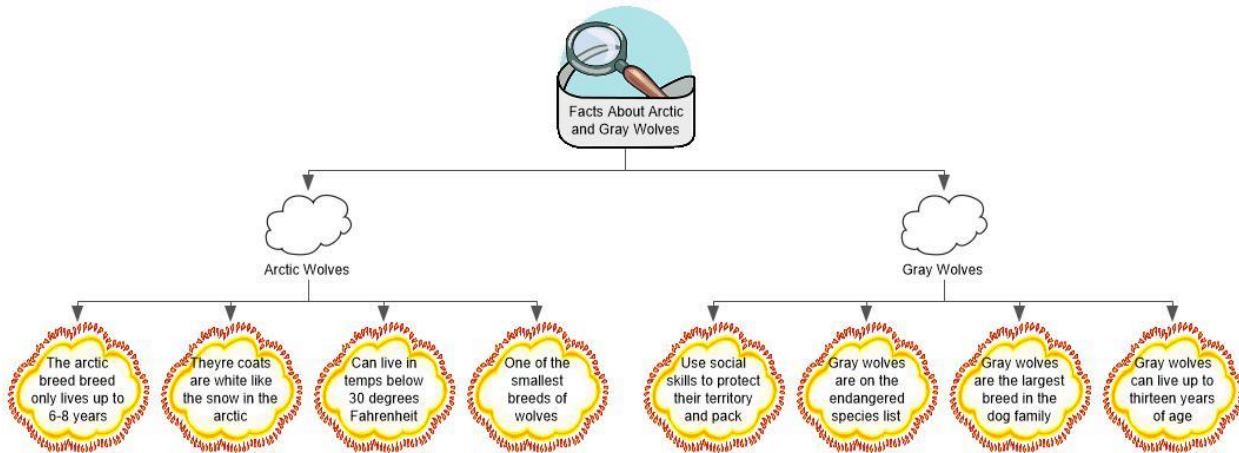 Facts About Arctic
and Gray Wolves
Arctic Wolves
Gray Wolves
The arctic
breed breed
only lives up to
6-8 years
Theyre coats
are white like
the snow in the
arctic
Can live in
temps below
30 degrees
Fahrenheit
One of the
smallest
breeds of
wolves
Use social
skills to protect
their territory
and pack
Gray wolves
are on the
endangered
species list
Gray wolves
are the largest
breed in the
dog family
Gray wolves
can live up to
thirteen years
of age